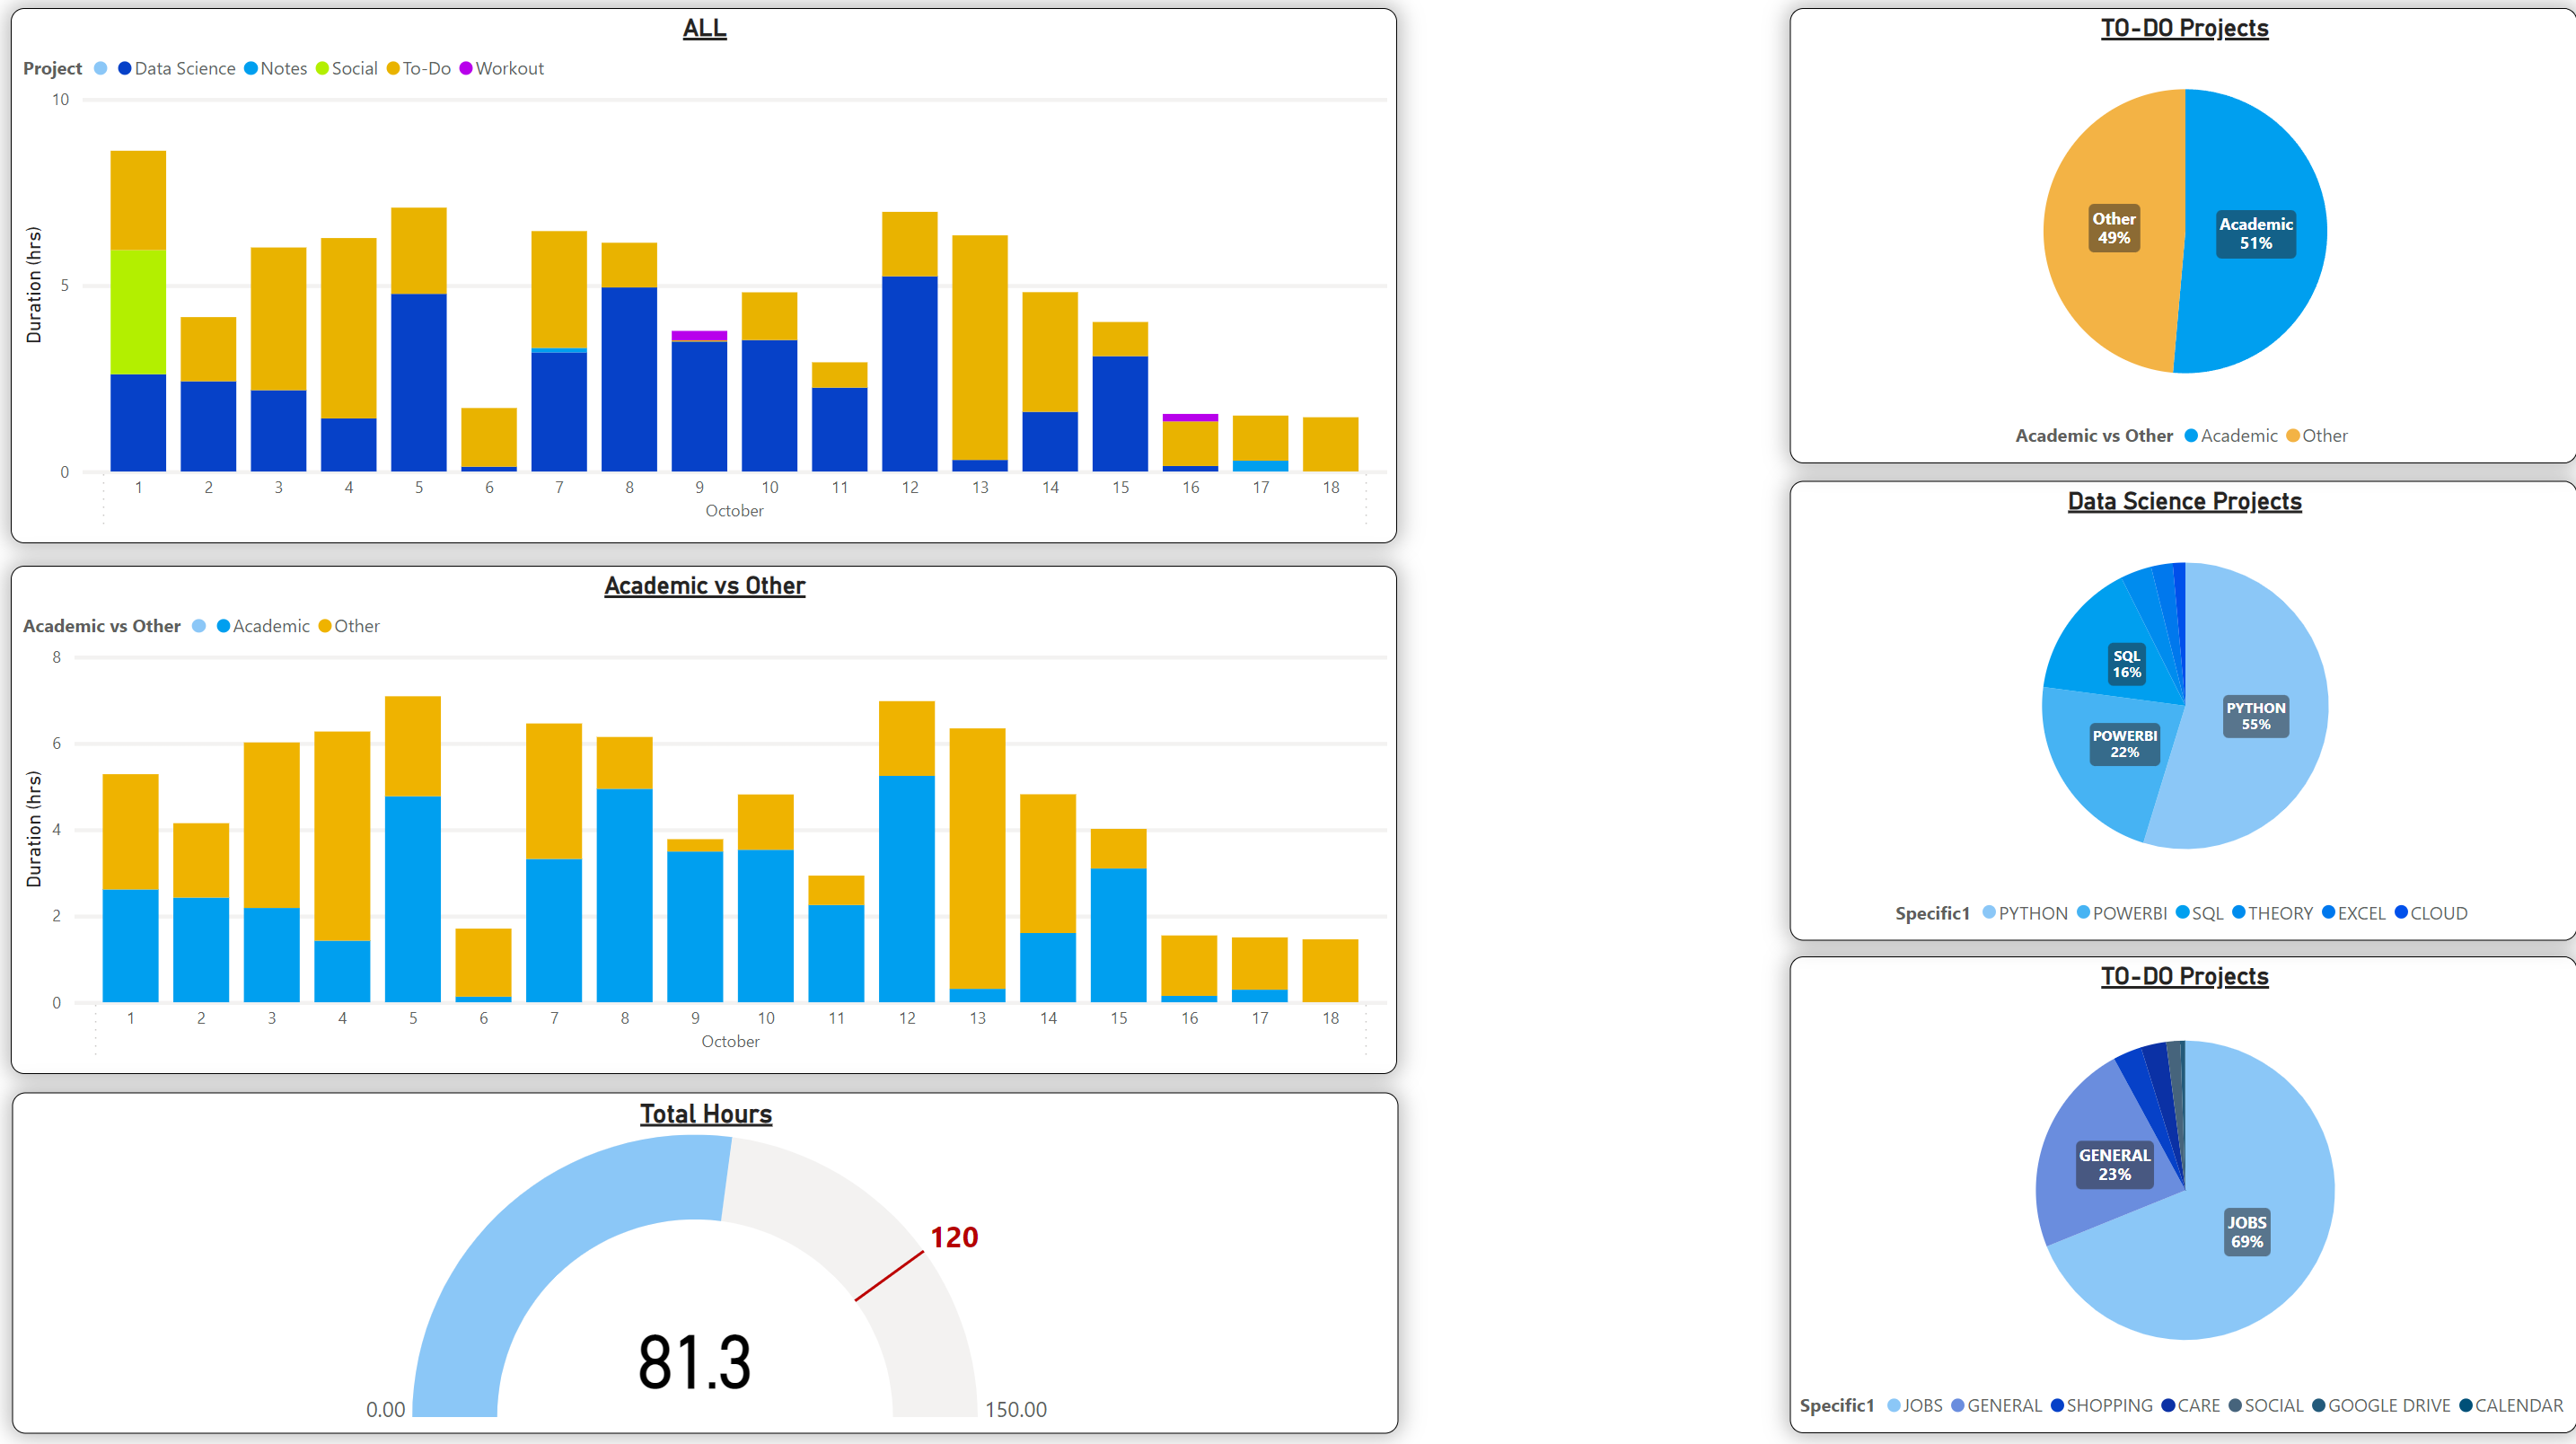 ALL
Project Data Science Notes Social To-Do Workout
10
5
0
Duration (hrs)
1 2 3 4 5 6 7 8 9 10 11 12 13 14 15 16 17 18
October
Academic vs Other
Academic vs Other Academic Other
8
6
4
2
0
Duration (hrs)
1 2 3 4 5 6 7 8 9 10 11 12 13 14 15 16 17 18
October
Total Hours
120
81.3
0.00
150.00
TO-DO Projects
Other
49%
Academic
51%
Academic vs Other Academic Other
Data Science Projects
SQL
16%
POWERBI
22%
PYTHON
55%
Specific1 PYTHON POWERBI SQL THEORY EXCEL CLOUD
TO-DO Projects
GENERAL
23%
JOBS
69%
Specific1 JOBS GENERAL SHOPPING CARE SOCIAL GOOGLE DRIVE CALENDAR